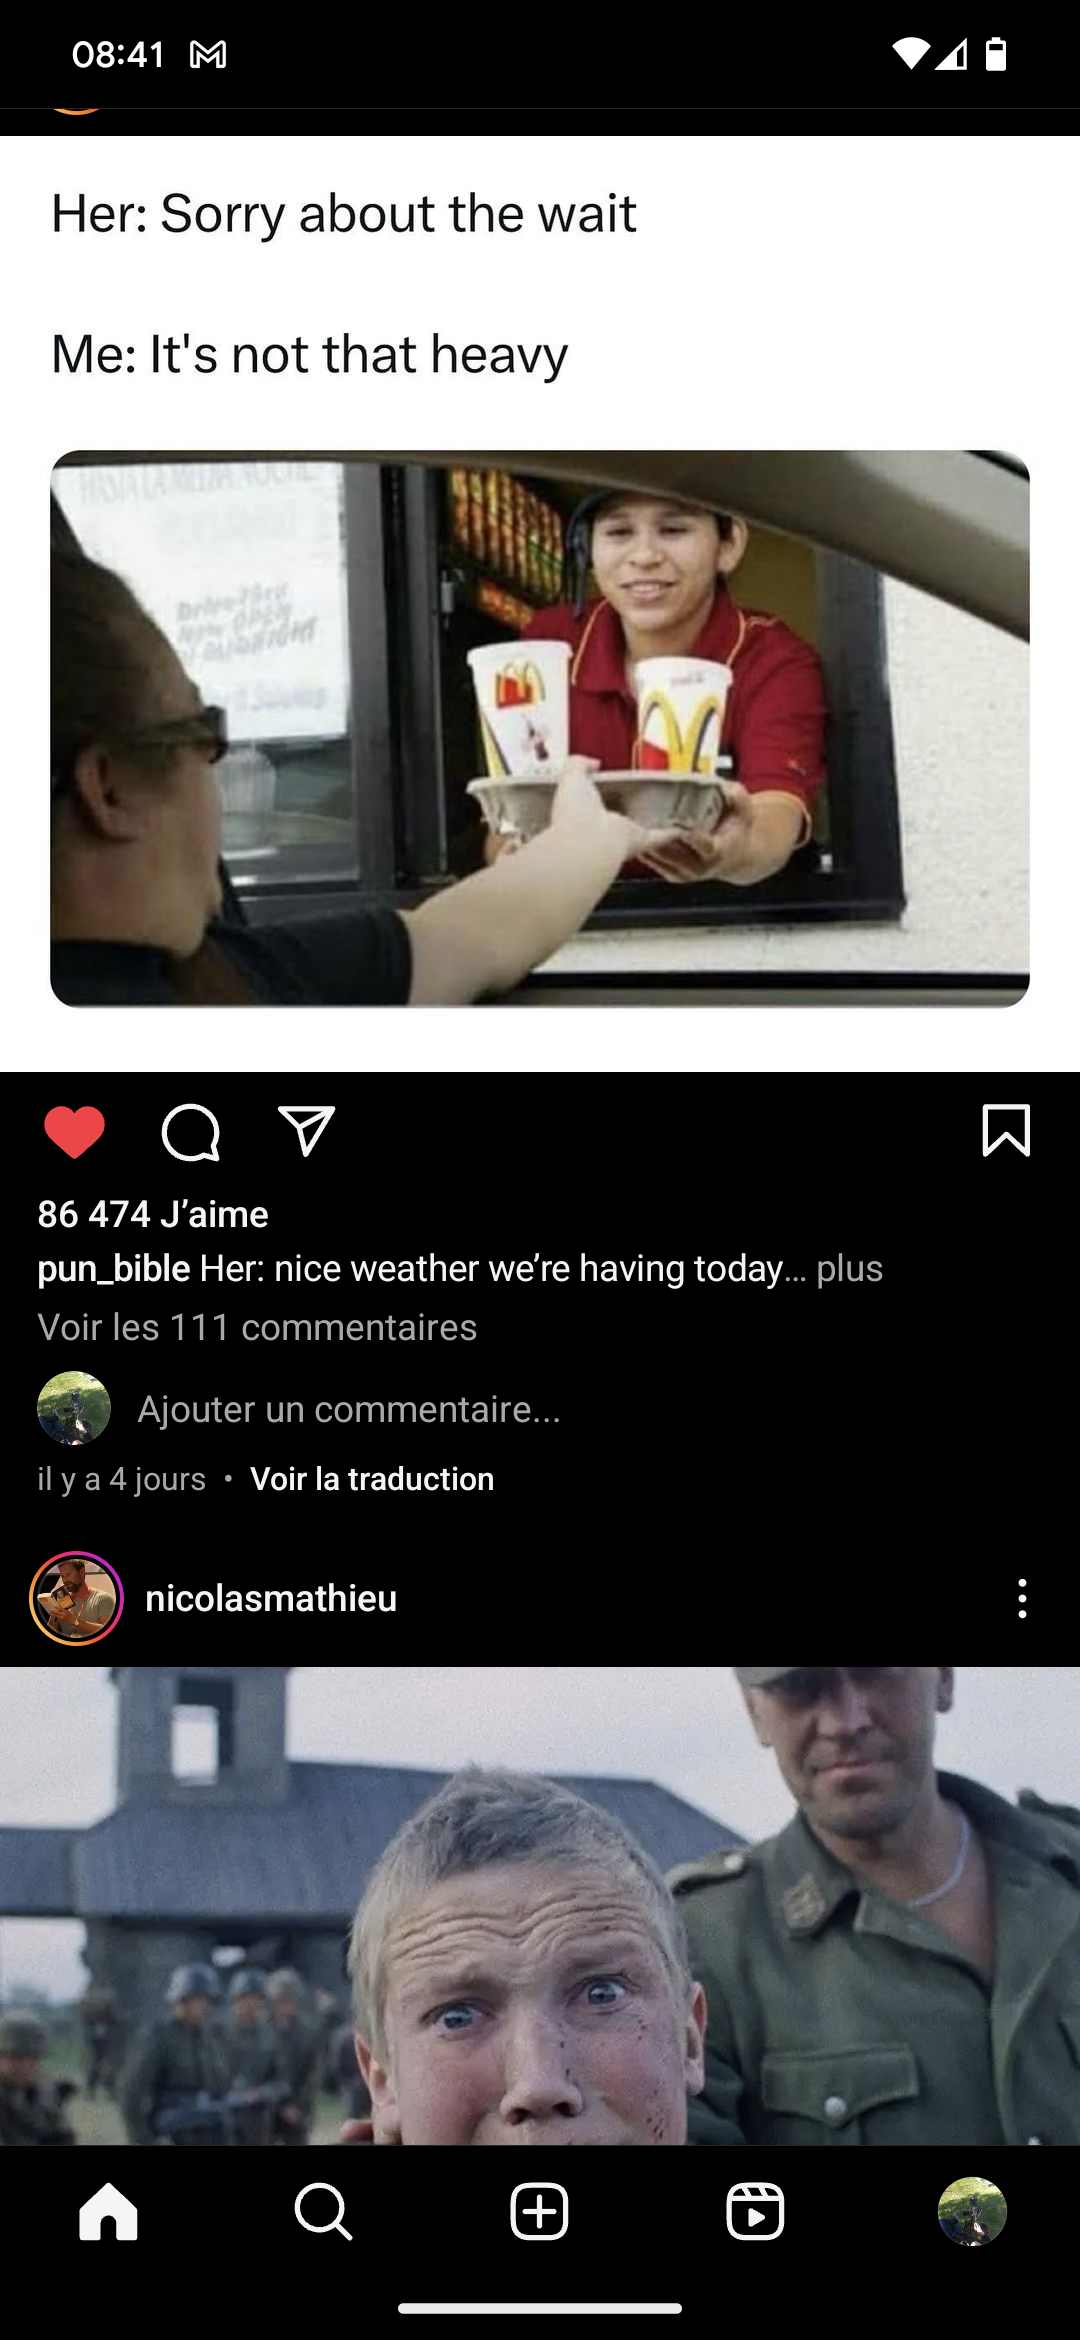 08:41
Her: Sorry about the wait
Me: It's not that heavy
86 474 J’aime
pun_bible Her: nice weather we’re having today... plus
Voir les 111 commentaires
Ajouter un commentaire...
il y a 4 jours • Voir la traduction
nicolasmathieu